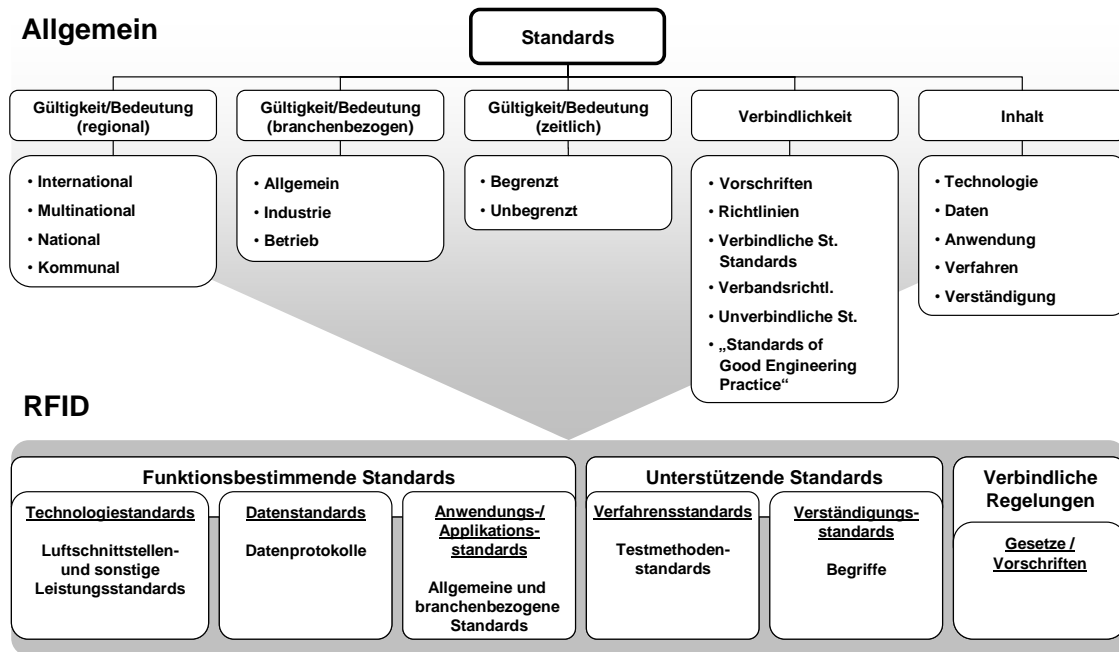 Allgemein
Standards
Gültigkeit/Bedeutung
(regional)
Gültigkeit/Bedeutung
(branchenbezogen)
Gültigkeit/Bedeutung
(zeitlich)
Verbindlichkeit
Inhalt
• International
• Multinational
• National
• Kommunal
• Allgemein
• Industrie
• Betrieb
• Begrenzt
• Unbegrenzt
• Vorschriften
• Richtlinien
• Verbindliche St.
Standards
• Verbandsrichtl.
• Unverbindliche St.
• „Standards of
Good Engineering
Practice“
• Technologie
• Daten
• Anwendung
• Verfahren
• Verständigung
RFID
Funktionsbestimmende Standards
Technologiestandards
Luftschnittstellen-
und sonstige
Leistungsstandards
Datenstandards
Datenprotokolle
Anwendungs-/
Applikations-
standards
Allgemeine und
branchenbezogene
Standards
Unterstützende Standards
Verfahrensstandards
Testmethoden-
standards
Verständigungs-
standards
Begriffe
Verbindliche
Regelungen
Gesetze /
Vorschriften